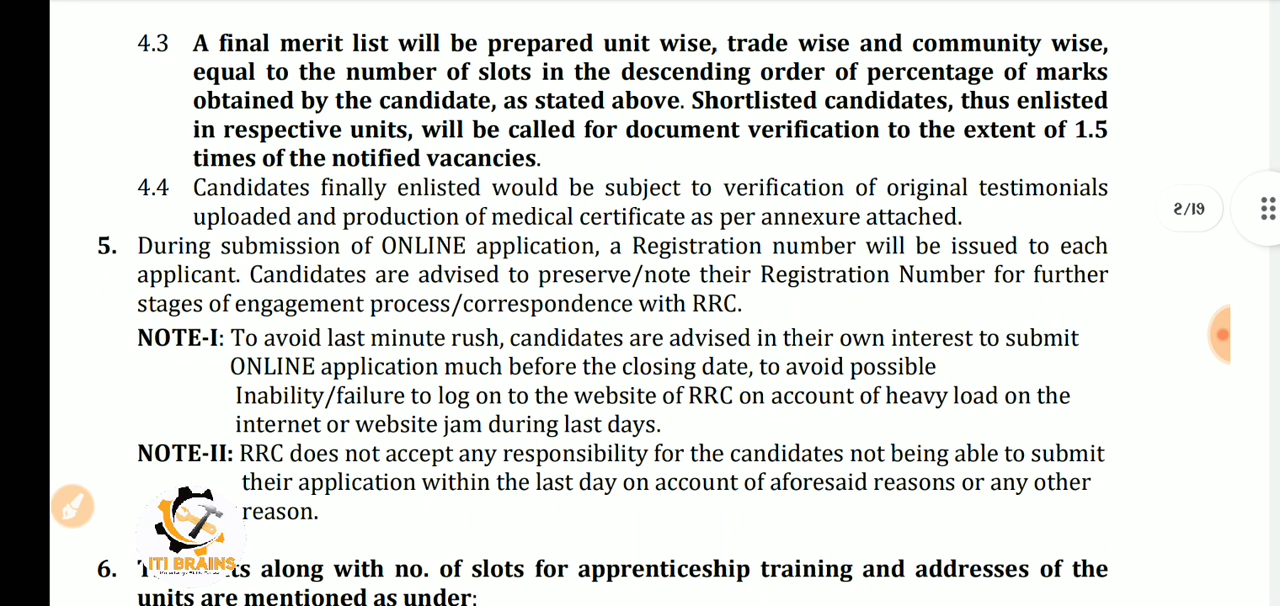 4.3 A final merit list will be prepared unit wise, trade wise and community wise,
equal to the number of slots in the descending order of percentage of marks
obtained by the candidate, as stated above. Shortlisted candidates, thus enlisted
in respective units, will be called for document verification to the extent of 1.5
times of the notified vacancies.
4.4 Candidates finally enlisted would be subject to verification of original testimonials
uploaded and production of medical certificate as per annexure attached.
2/19
5. During submission of ONLINE application, a Registration number will be issued to each
applicant. Candidates are advised to preserve/note their Registration Number for further
stages of engagement process/correspondence with RRC.
NOTE-I: To avoid last minute rush, candidates are advised in their own interest to submit
ONLINE application much before the closing date, to avoid possible
Inability/failure to log on to the website of RRC on account of heavy load on the
internet or website jam during last days.
NOTE-II: RRC does not accept any responsibility for the candidates not being able to submit
their application within the last day on account of aforesaid reasons or any other
reason.
ITI BRAINS
6. along with no. of slots for apprenticeship training and addresses of the
units are mentioned as under: